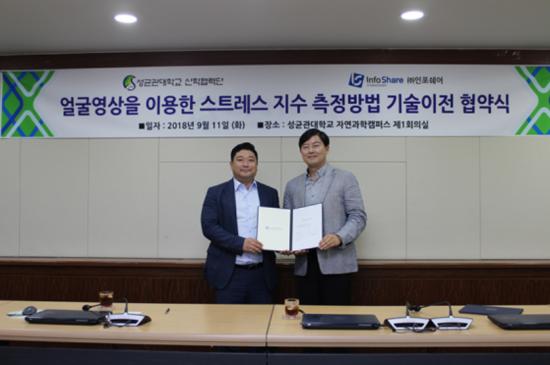 성균관대학교 산학협력단 InfoShare ㈜인포쉐어
얼굴영상을 이용한 스트레스 지수 측정방법 기술이전 협약식
■일자 : 2018년 9월 11일 (화) ■장소 : 성균관대학교 자연과학캠퍼스 제1회의실